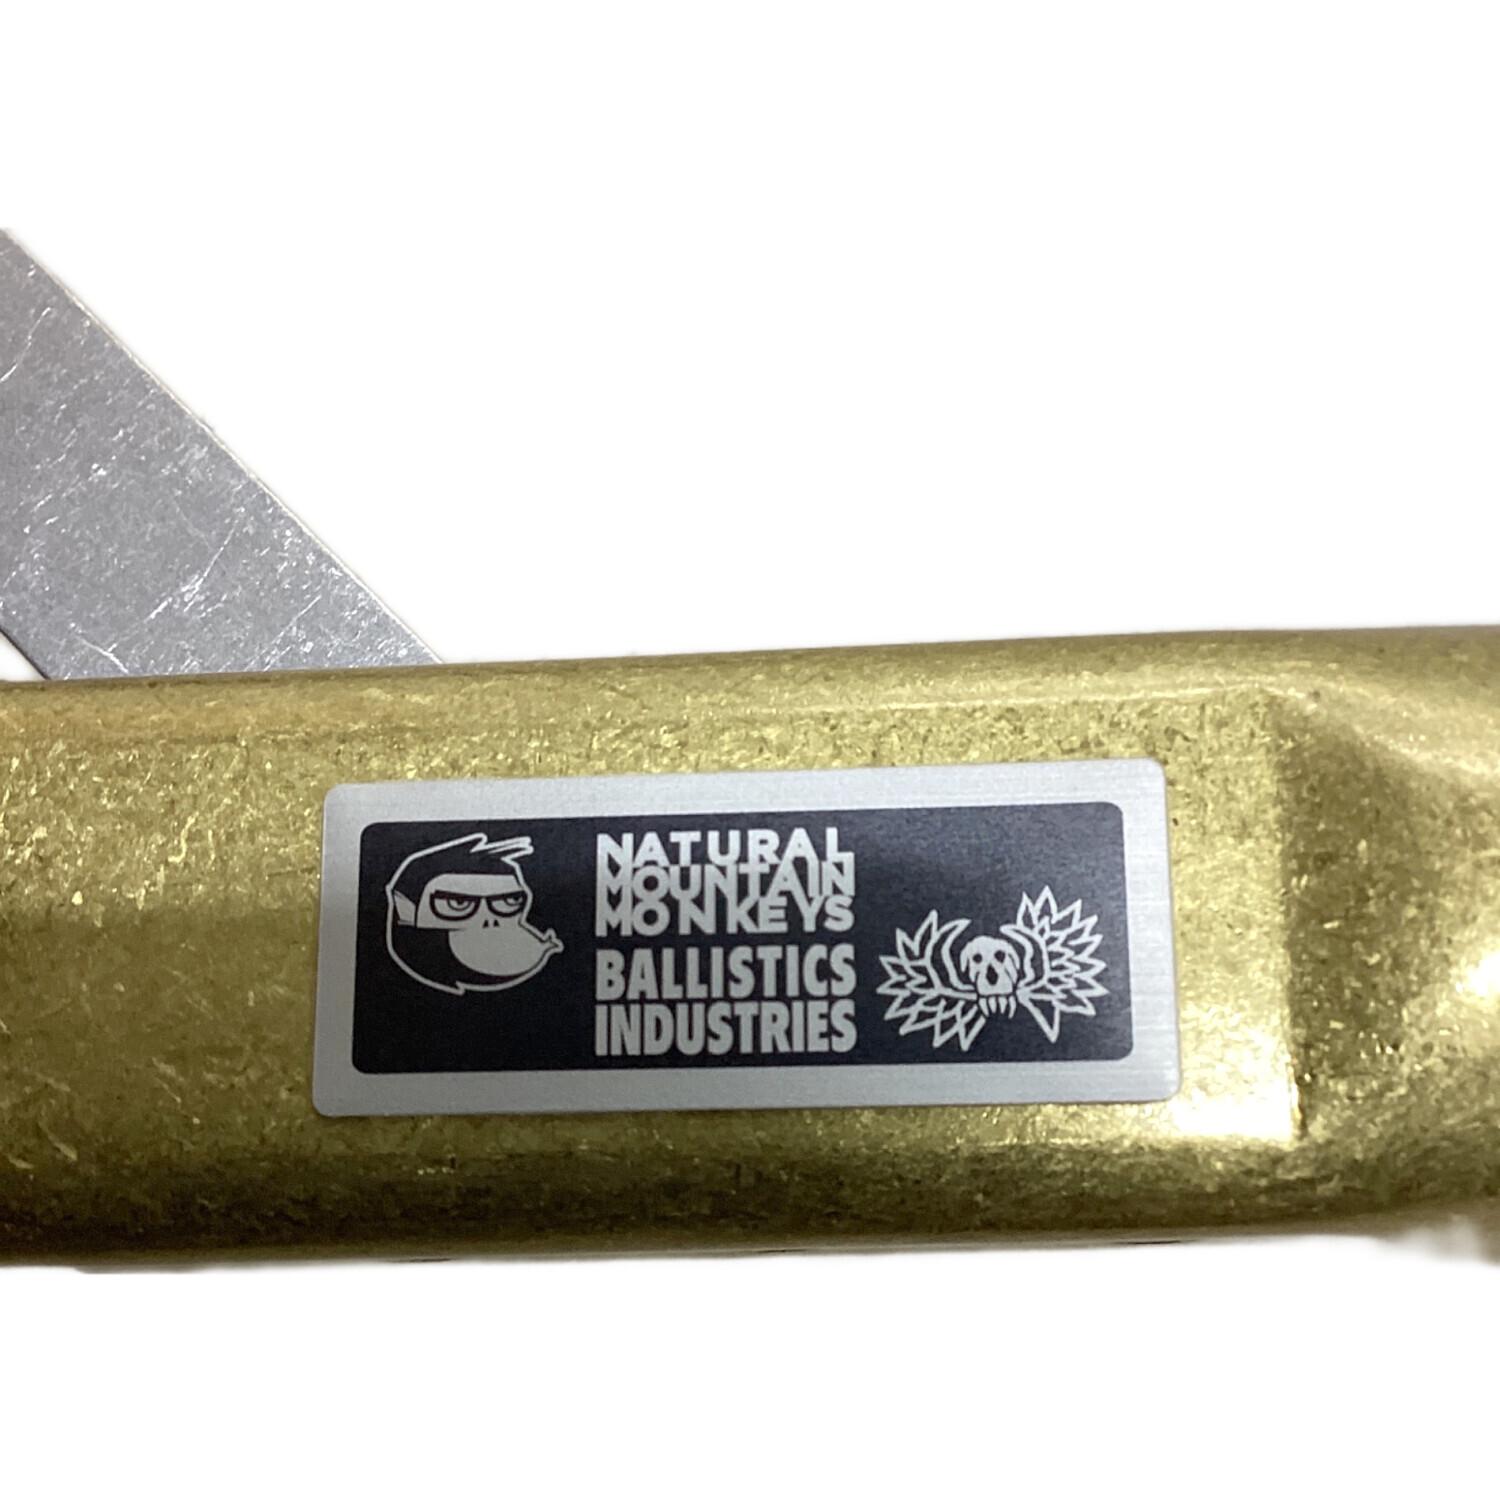 NATURAL
MOUNTAIN
MONKEYS
BALLISTICS
INDUSTRIES